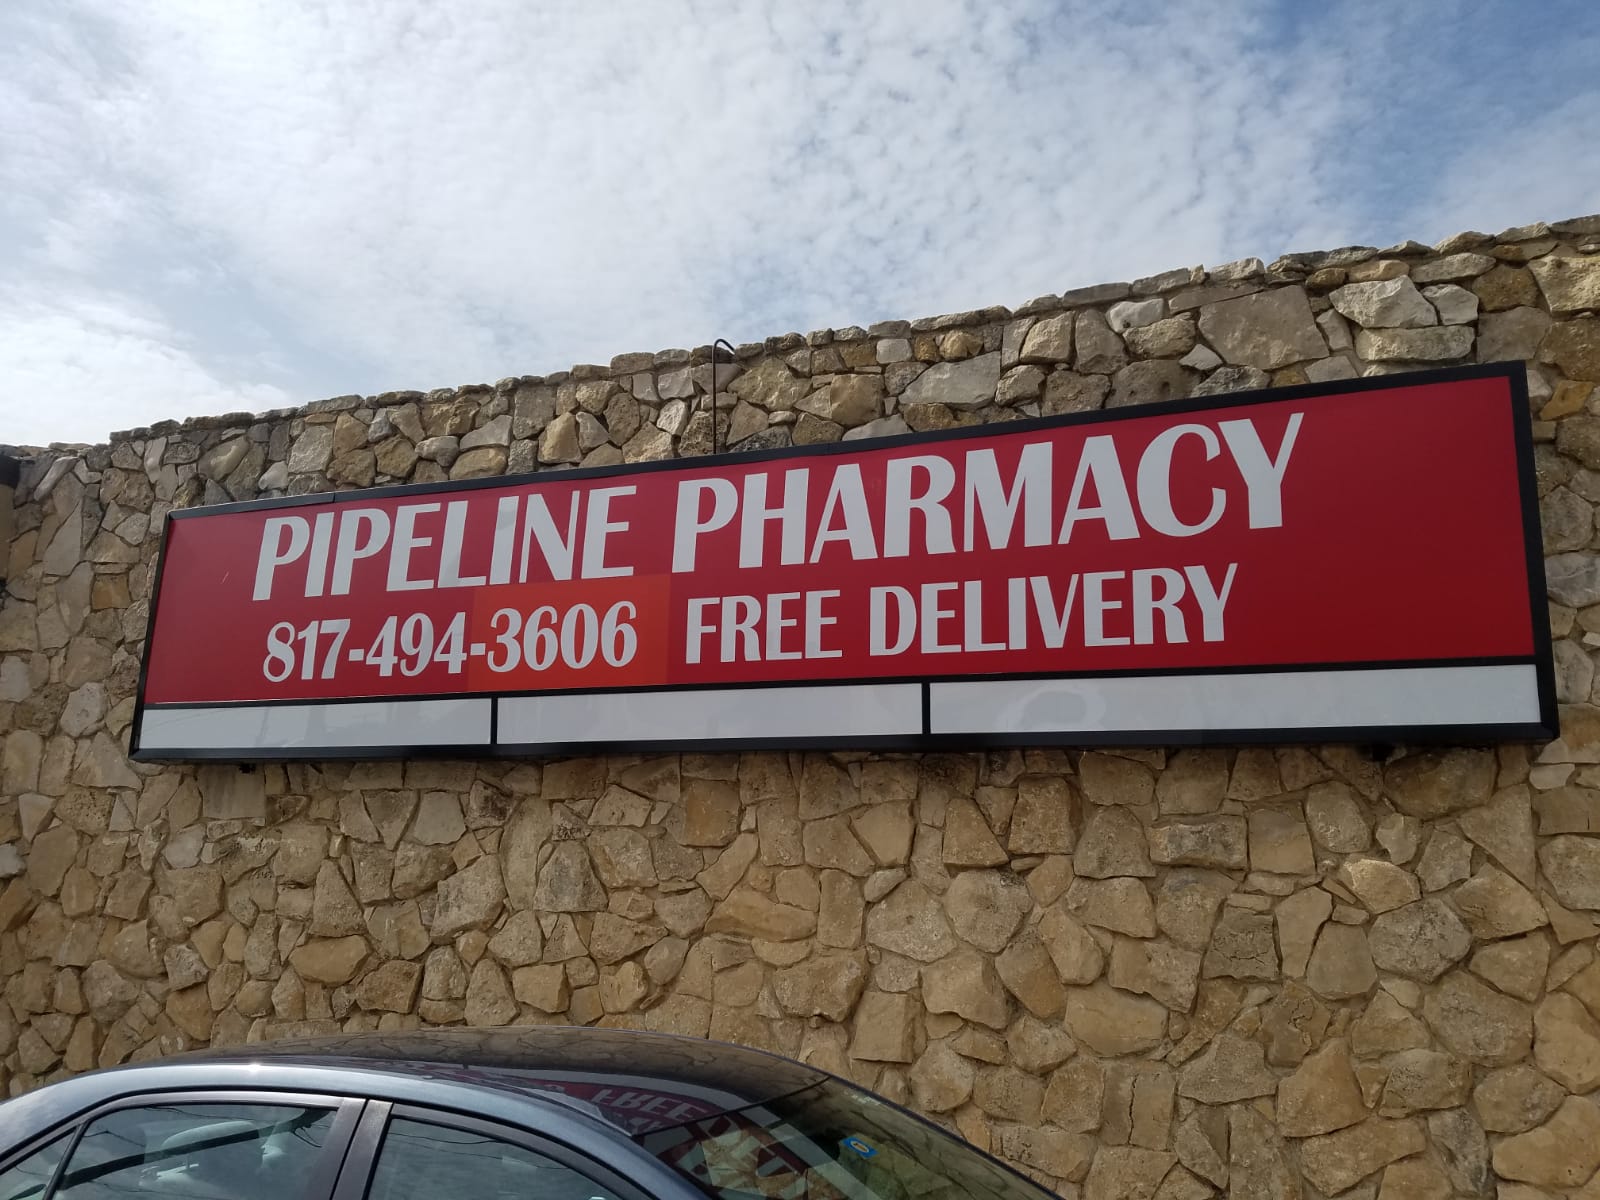 PIPELINE PHARMACY
817-494-3606 FREE DELIVERY